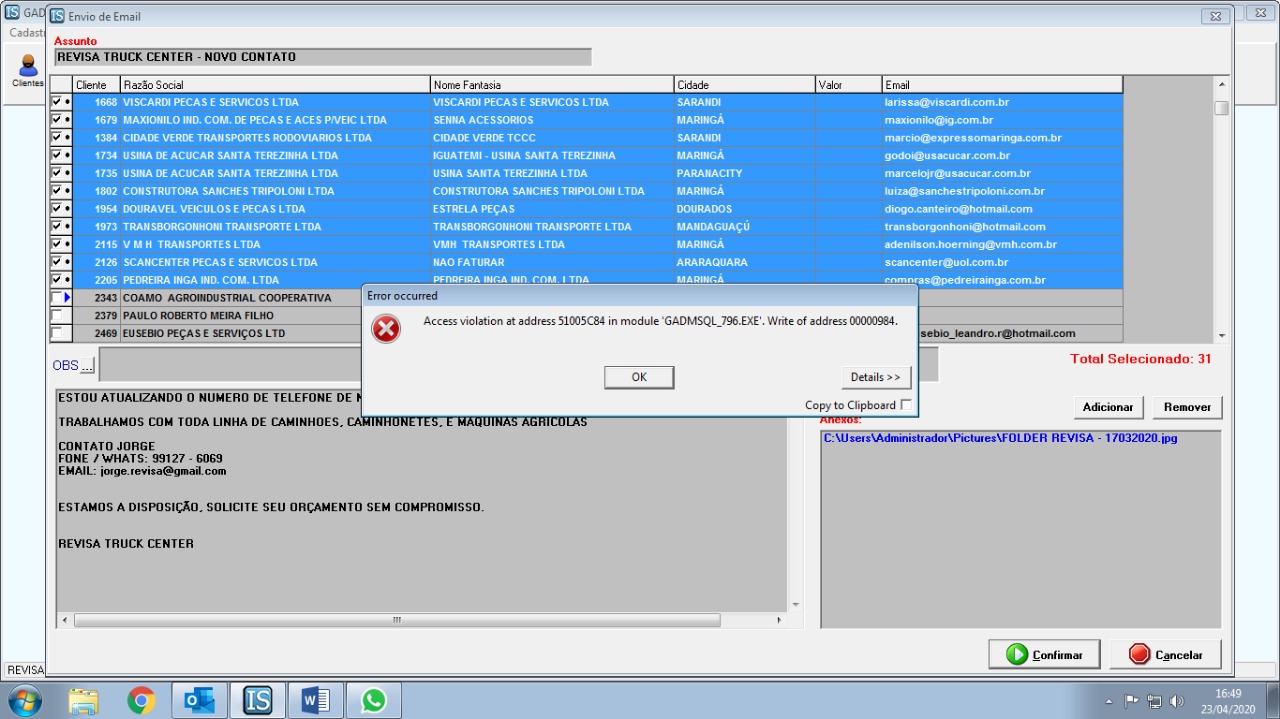 GAD
Envio de Email
Cadast
Clientes
Assunto
REVISA TRUCK CENTER - NOVO CONTATO
Cliente Razão Social Nome Fantasia Cidade Valor Email
1668 VISCARDI PECAS E SERVICOS LTDA VISCARDI PECAS E SERVICOS LTDA SARANDI larissa@viscardi.com.br
1679 MAXIONILO IND. COM. DE PECAS E ACES P/VEIC LTDA SENNA ACESSORIOS MARINGÁ maxionilo@ig.com.br
1384 CIDADE VERDE TRANSPORTES RODOVIARIOS LTDA CIDADE VERDE TCCC MARINGÁ marcio@expressomaringa.com.br
1734 USINA DE ACUCAR SANTA TEREZINHA LTDA IGUATEMI - USINA SANTA TEREZINHA MARINGÁ godoi@usacucar.com.br
1735 USINA DE ACUCAR SANTA TEREZINHA LTDA USINA SANTA TEREZINHA LTDA PARANACITY marcelojr@usacucar.com.br
1802 CONSTRUTORA SANCHES TRIPOLONI LTDA CONSTRUTORA SANCHES TRIPOLONI LTDA MARINGÁ luiza@sanchestripoloni.com.br
1954 DOURAVEL VEICULOS E PECAS LTDA ESTRELA PEÇAS DOURADOS diogo.canteiro@hotmail.com
1973 TRANSBORGONHONI TRANSPORTE LTDA TRANSBORGONHONI TRANSPORTE LTDA MANDAGUAÇÚ transborgonhoni@hotmail.com
2115 V M H TRANSPORTES LTDA VMH TRANSPORTES LTDA MARINGÁ adenilson.hoerning@vmh.com.br
2126 SCANCENTER PECAS E SERVICOS LTDA NAO FATURAR ARARAQUARA scancenter@uol.com.br
2205 PEDREIRA INGA IND. COM. LTDA PEDREIRA INGA IND. COM. LTDA MARINGÁ compras@pedreirainga.com.br
2343 COAMO AGROINDUSTRIAL COOPERATIVA
2379 PAULO ROBERTO MEIRA FILHO
2469 EUSEBIO PEÇAS E SERVIÇOS LTD sebio_leandro.r@hotmail.com
Error occurred
Access violation at address 51005C84 in module 'GADMSQL_796.EXE'. Write of address 00000984.
OK
Details >>
Copy to Clipboard
OBS ...
Total Selecionado: 31
Adicionar Remover
ESTOU ATUALIZANDO O NUMERO DE TELEFONE DE
TRABALHAMOS COM TODA LINHA DE CAMINHOES, CAMINHONETES, E MAQUINAS AGRICOLAS
CONTATO JORGE
FONE / WHATS: 99127 - 6069
EMAIL: jorge.revisa@gmail.com
ESTAMOS A DISPOSIÇÃO, SOLICITE SEU ORÇAMENTO SEM COMPROMISSO.
REVISA TRUCK CENTER
Anexos:
C:\Users\Administrador\Pictures\FOLDER REVISA - 17032020.jpg
Confirmar Cancelar
REVISA
16:49
23/04/2020